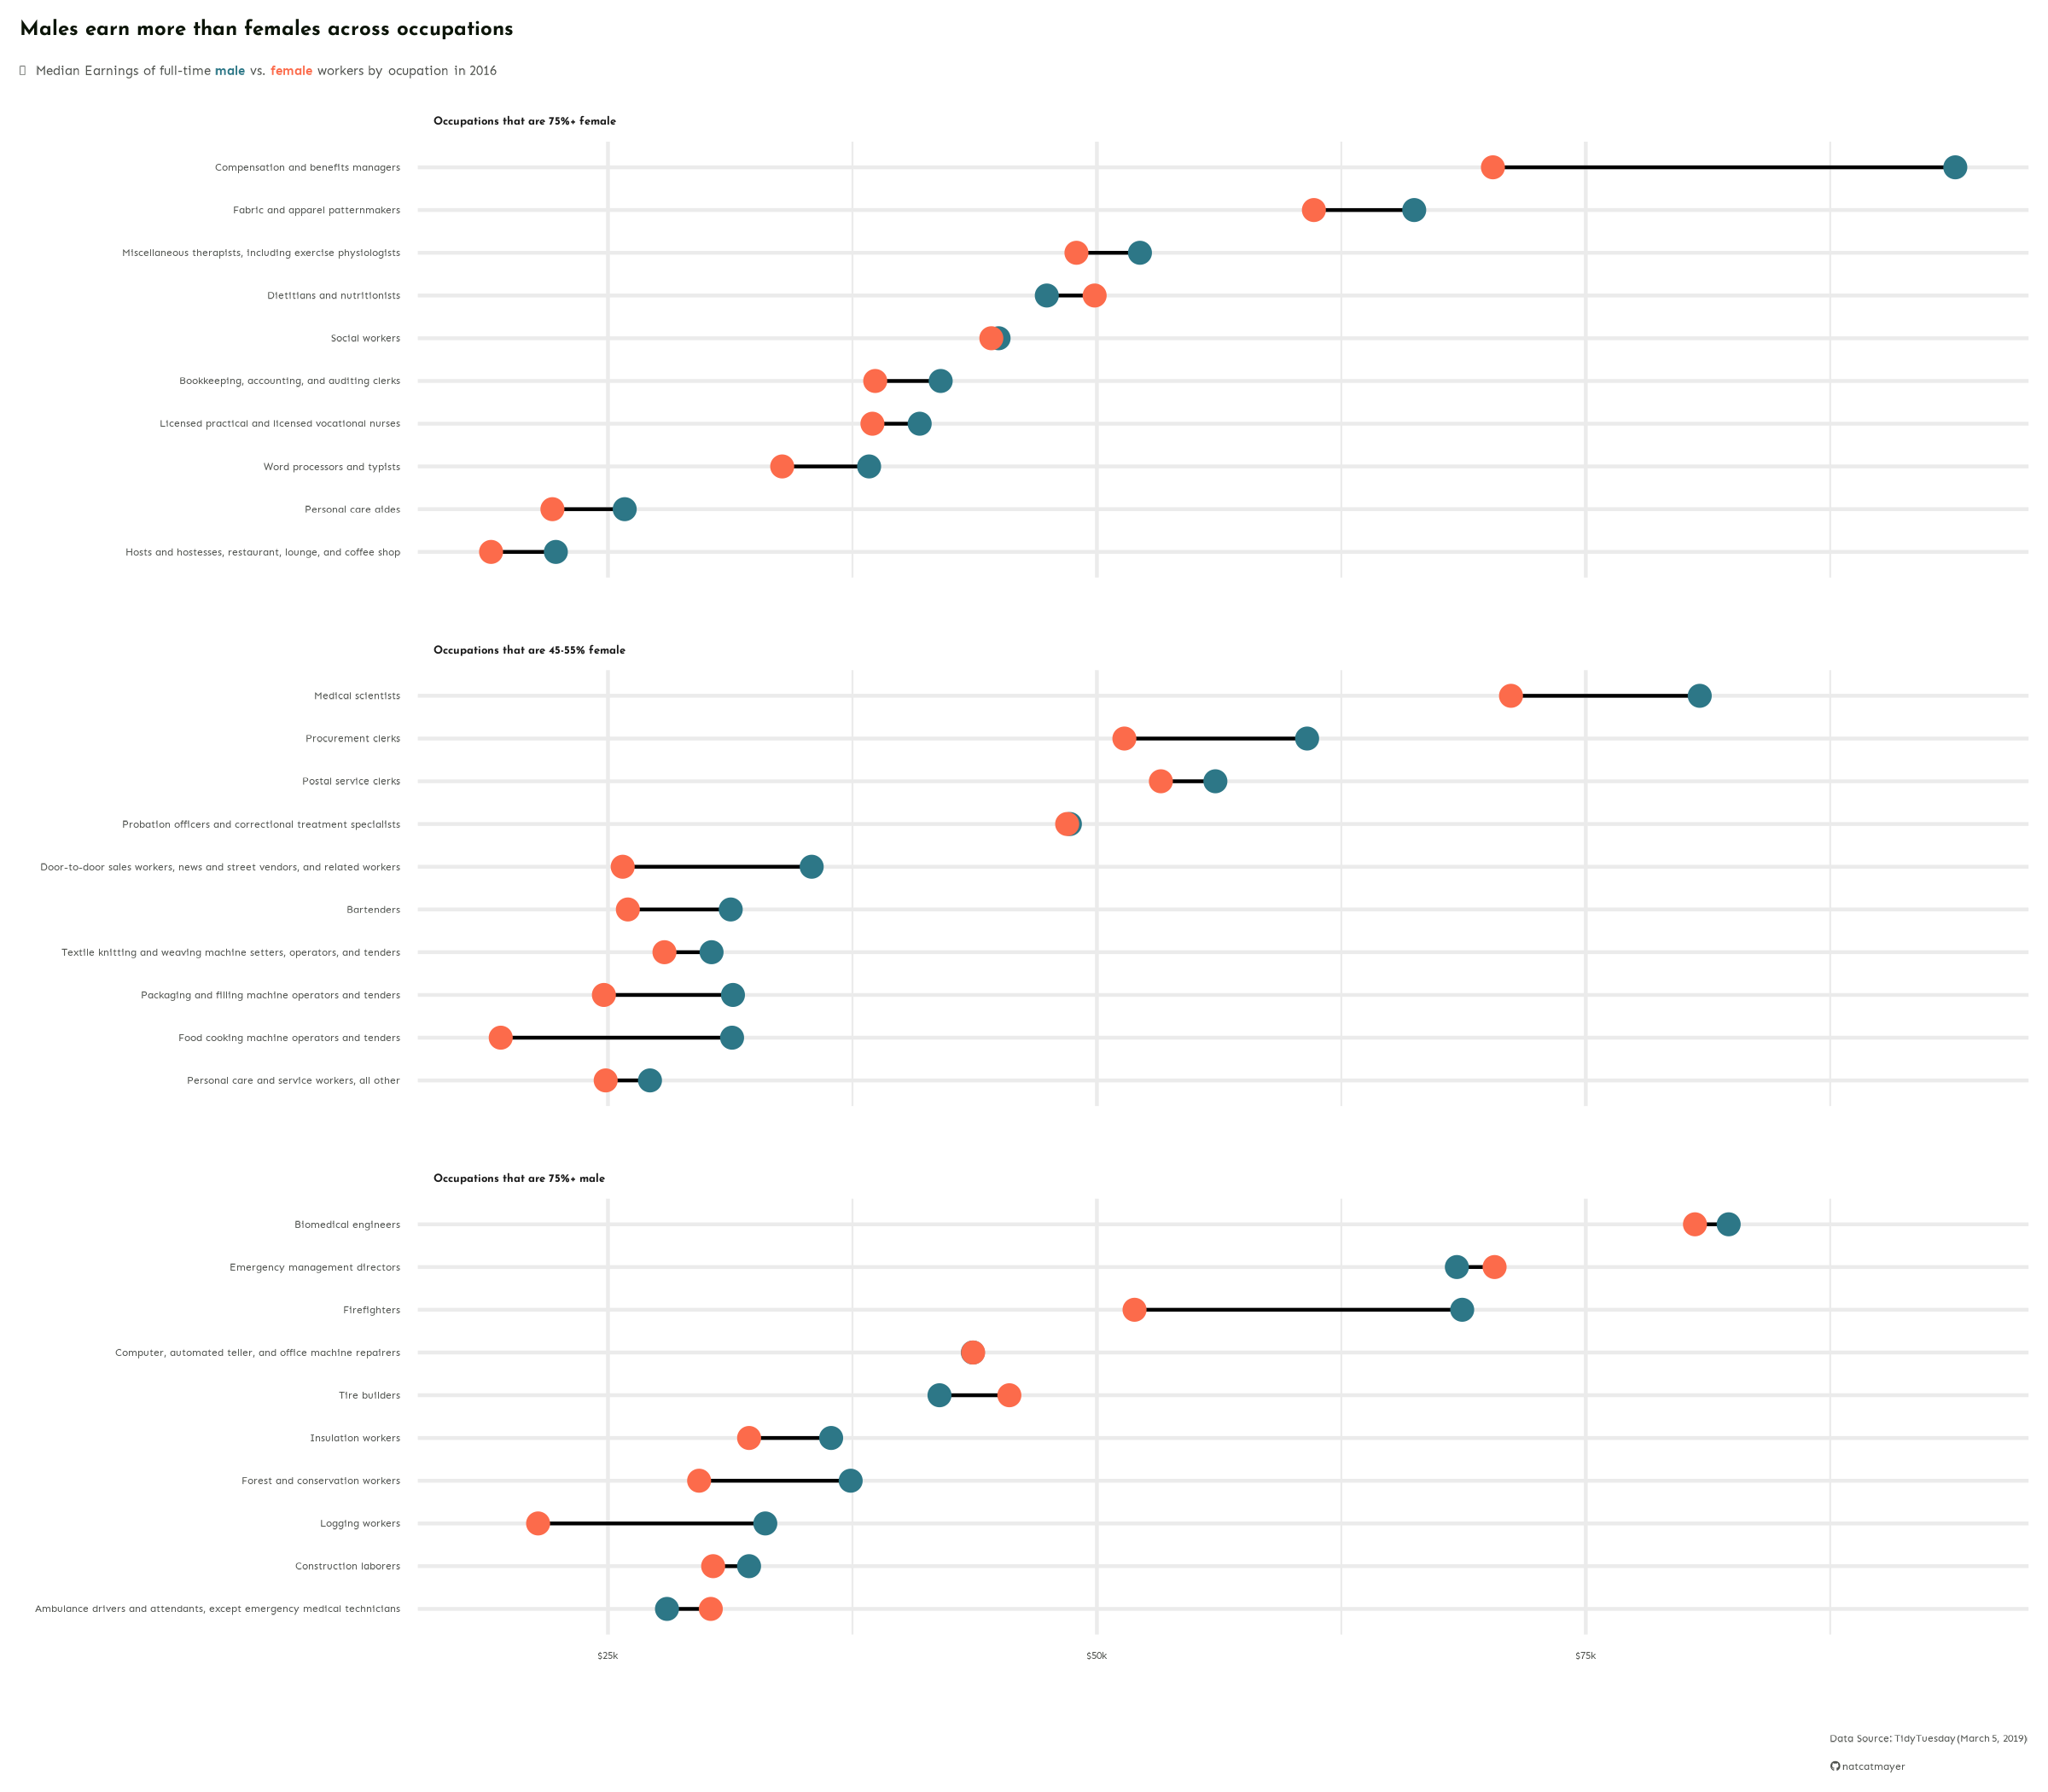 Males earn more than females across occupations
Median Earnings of full-time male vs. female workers by ocupation in 2016
Occupations that are 75%+ female
Compensation and benefits managers
Fabric and apparel patternmakers
Miscellaneous therapists, including exercise physiologists
Dietitians and nutritionists
Social workers
Bookkeeping, accounting, and auditing clerks
Licensed practical and licensed vocational nurses
Word processors and typists
Personal care aides
Hosts and hostesses, restaurant, lounge, and coffee shop
Occupations that are 45-55% female
Medical scientists
Procurement clerks
Postal service clerks
Probation officers and correctional treatment specialists
Door-to-door sales workers, news and street vendors, and related workers
Bartenders
Textile knitting and weaving machine setters, operators, and tenders
Packaging and filling machine operators and tenders
Food cooking machine operators and tenders
Personal care and service workers, all other
Occupations that are 75%+ male
Biomedical engineers
Emergency management directors
Firefighters
Computer, automated teller, and office machine repairers
Tire builders
Insulation workers
Forest and conservation workers
Logging workers
Construction laborers
Ambulance drivers and attendants, except emergency medical technicians
$25k $50k $75k
Data Source: TidyTuesday (March 5, 2019)
natcatmayer